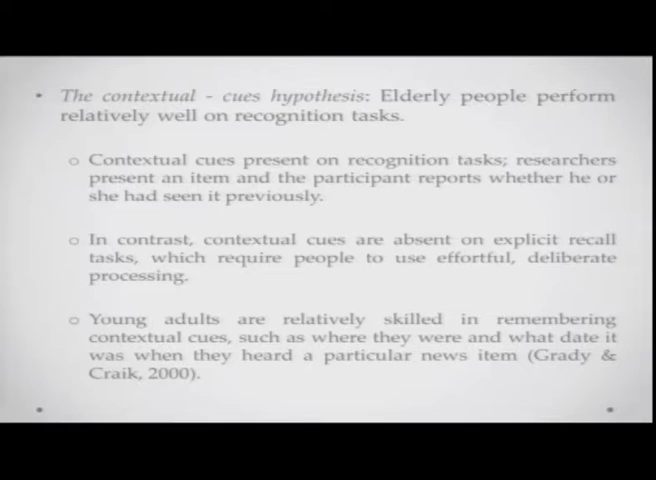 • The contextual - cues hypothesis: Elderly people perform
relatively well on recognition tasks.
o Contextual cues present on recognition tasks; researchers
present an item and the participant reports whether he or
she had seen it previously.
o In contrast, contextual cues are absent on explicit recall
tasks, which require people to use effortful, deliberate
processing.
o Young adults are relatively skilled in remembering
contextual cues, such as where they were and what date it
was when they heard a particular news item (Grady &
Craik, 2000).